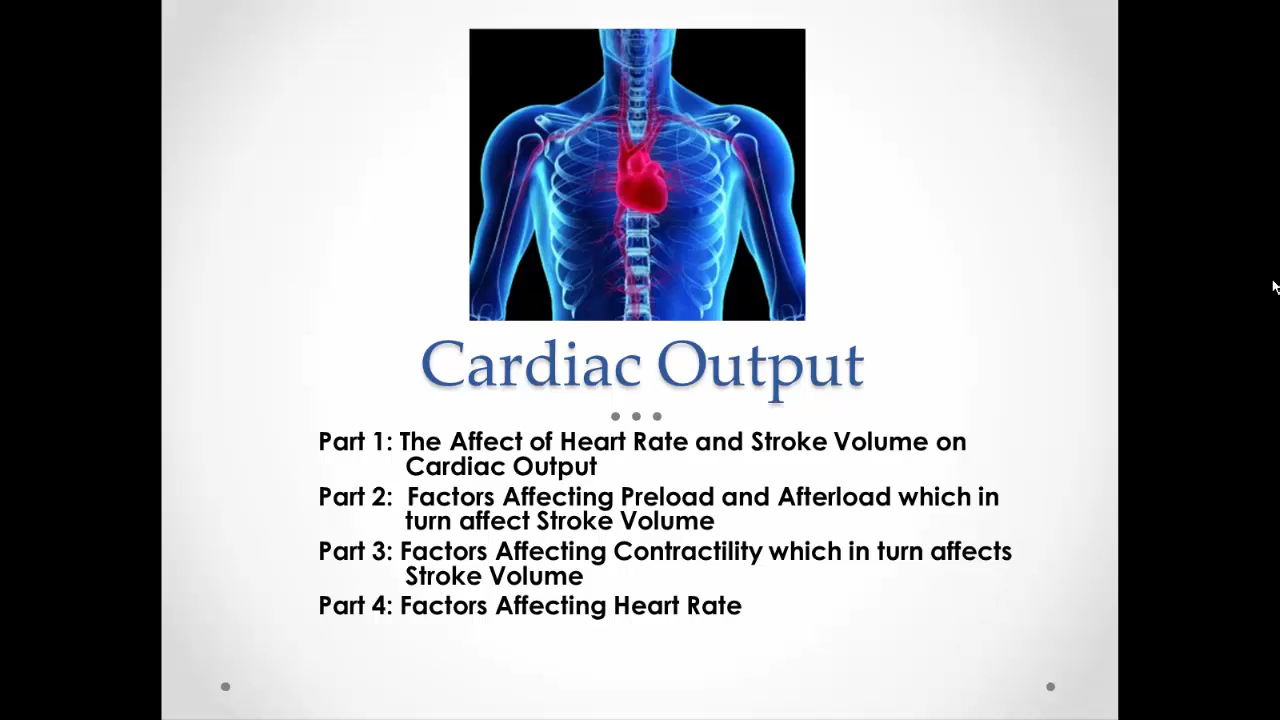 Cardiac Output
Part 1: The Affect of Heart Rate and Stroke Volume on
Cardiac Output
Part 2: Factors Affecting Preload and Afterload which in
turn affect Stroke Volume
Part 3: Factors Affecting Contractility which in turn affects
Stroke Volume
Part 4: Factors Affecting Heart Rate